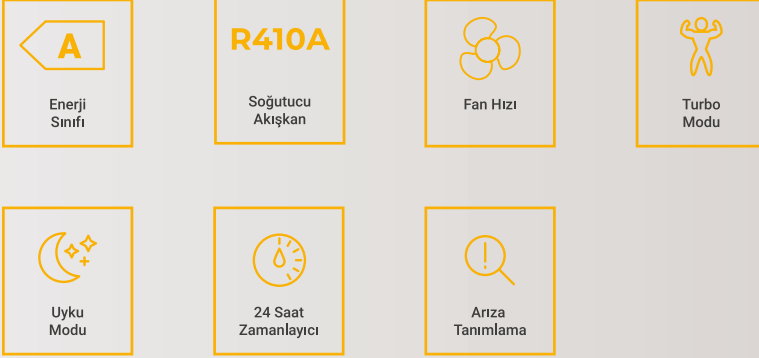 A
Enerji
Sınıfı
R410A
Soğutucu
Akışkan
Fan Hızı
Turbo
Modu
Uyku
Modu
24 Saat
Zamanlayıcı
Arıza
Tanımlama